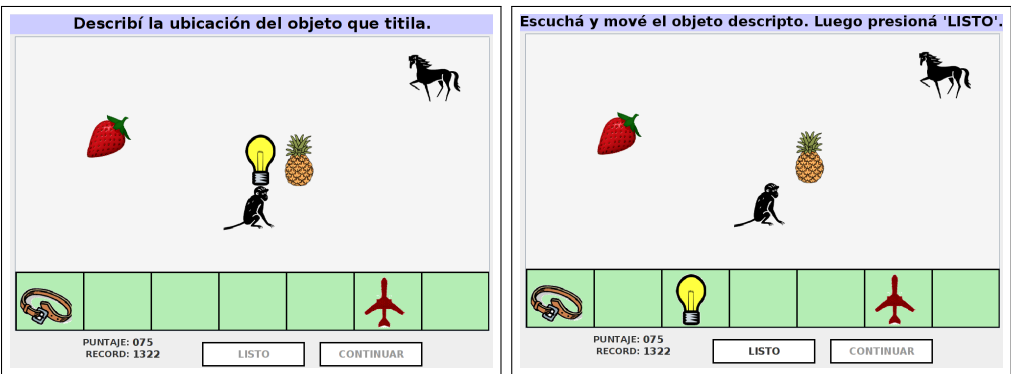 Describí la ubicación del objeto que titila.
PUNTAJE: 075
RECORD: 1322
LISTO
CONTINUAR
Escuchá y mové el objeto descripto. Luego presioná 'LISTO'.
PUNTAJE: 075
RECORD: 1322
LISTO
CONTINUAR